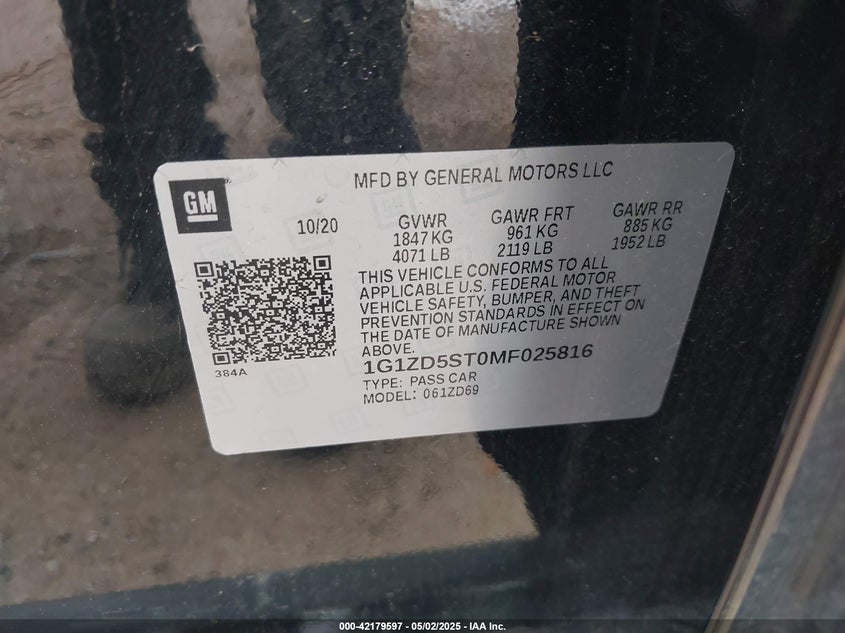 MFD BY GENERAL MOTORS LLC
GM
10/20
GVWR
1847 KG
4071 LB
GAWR FRT
961 KG
2119 LB
GAWR RR
885 KG
1952 LB
THIS VEHICLE CONFORMS TO ALL
APPLICABLE U.S. FEDERAL MOTOR
VEHICLE SAFETY, BUMPER, AND THEFT
PREVENTION STANDARDS IN EFFECT ON
THE DATE OF MANUFACTURE SHOWN
ABOVE.
384A
1G1ZD5ST0MF025816
TYPE: PASS CAR
MODEL: 061ZD69
000-42179597 - 05/02/2025 - IAA Inc.